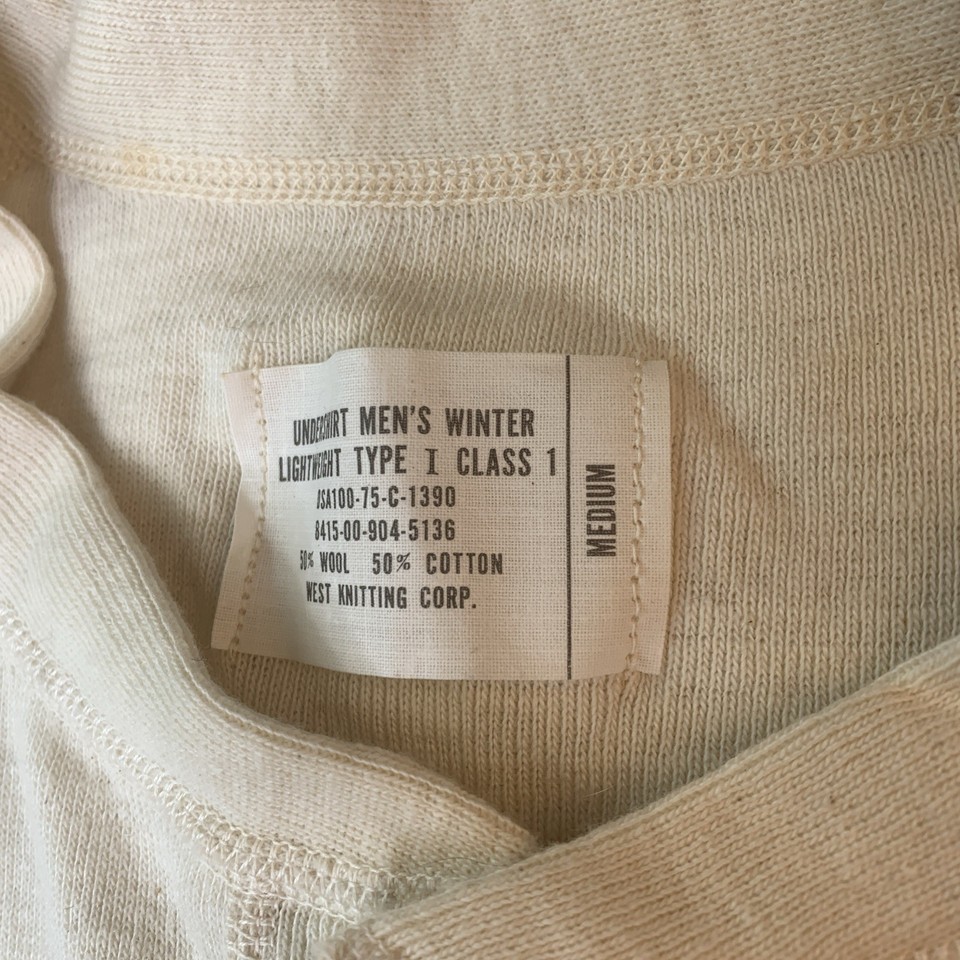 UNDERSHIRT MEN'S WINTER
LIGHTWEIGHT TYPE I CLASS 1
DSA100-75-C-1390
8415-00-904-5136
50% WOOL 50% COTTON
WEST KNITTING CORP.
MEDIUM